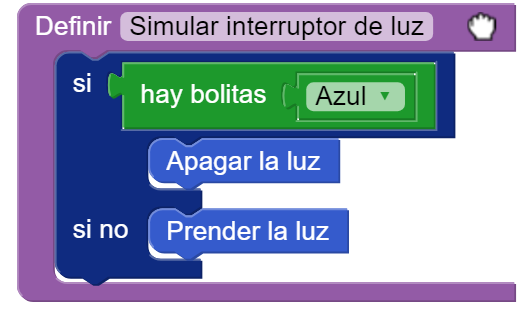 Definir Simular interruptor de luz
si hay bolitas Azul
Apagar la luz
si no Prender la luz